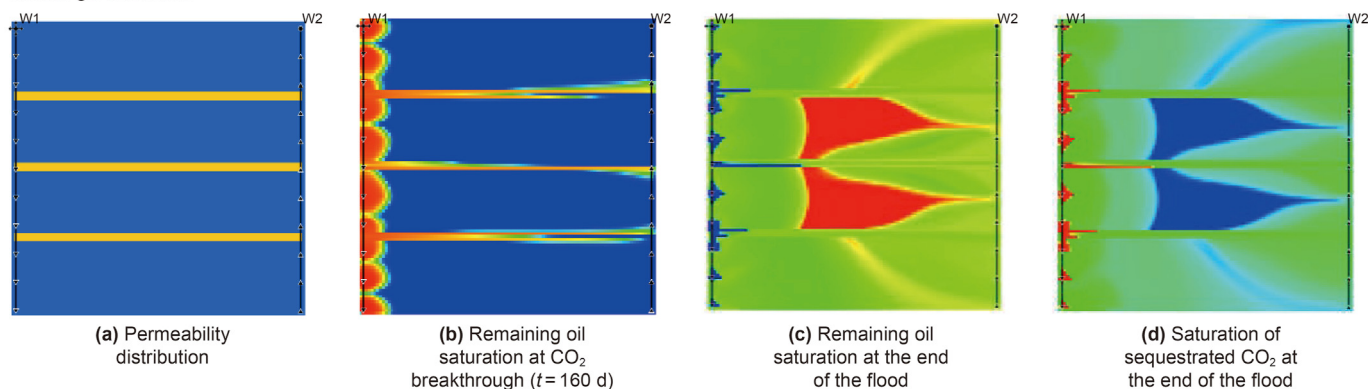 W1
W2
W1
W2
W1
W2
W1
W2
(a) Permeability
distribution
(b) Remaining oil
saturation at CO₂
breakthrough (t = 160 d)
(c) Remaining oil
saturation at the end
of the flood
(d) Saturation of
sequestrated CO₂ at
the end of the flood